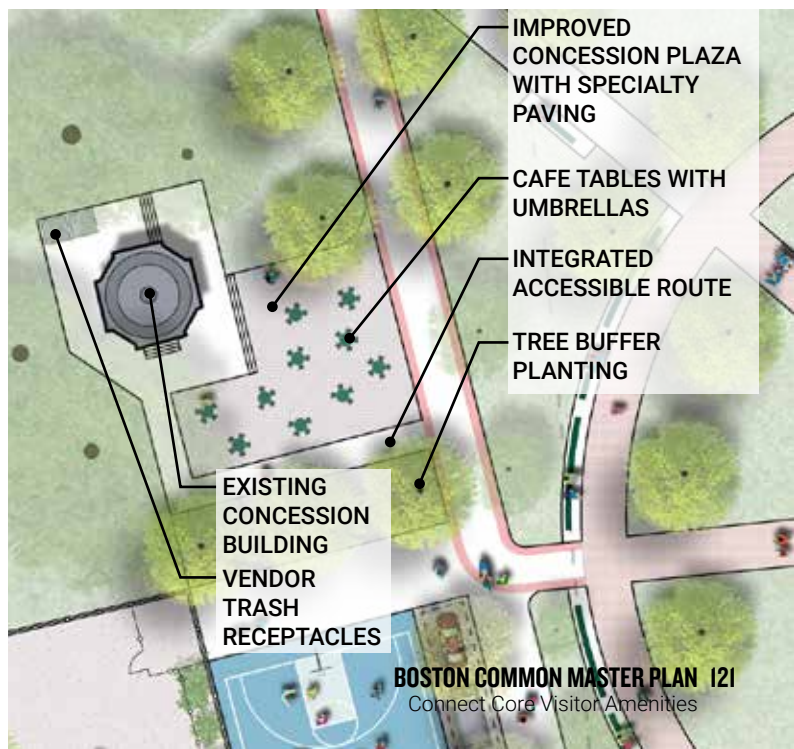 IMPROVED
CONCESSION PLAZA
WITH SPECIALTY
PAVING
CAFE TABLES WITH
UMBRELLAS
INTEGRATED
ACCESSIBLE ROUTE
TREE BUFFER
PLANTING
EXISTING
CONCESSION
BUILDING
VENDOR
TRASH
RECEPTACLES
BOSTON COMMON MASTER PLAN 121
Connect Core Visitor Amenities